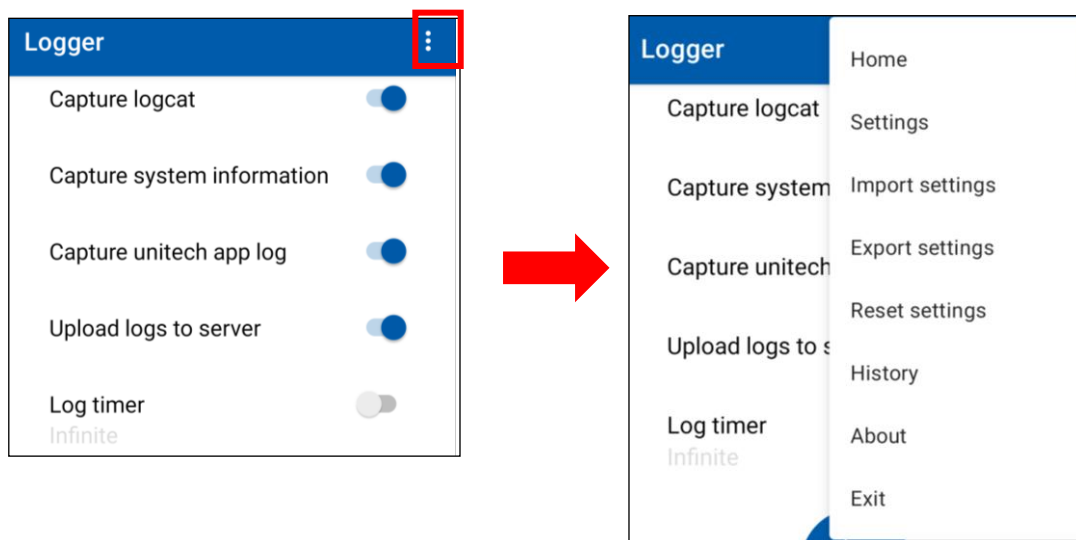 Logger
Capture logcat
Capture system information
Capture unitech app log
Upload logs to server
Log timer
Infinite
Logger
Capture logcat
Capture system
Capture unitech
Upload logs to s
Log timer
Infinite
Home
Settings
Import settings
Export settings
Reset settings
History
About
Exit